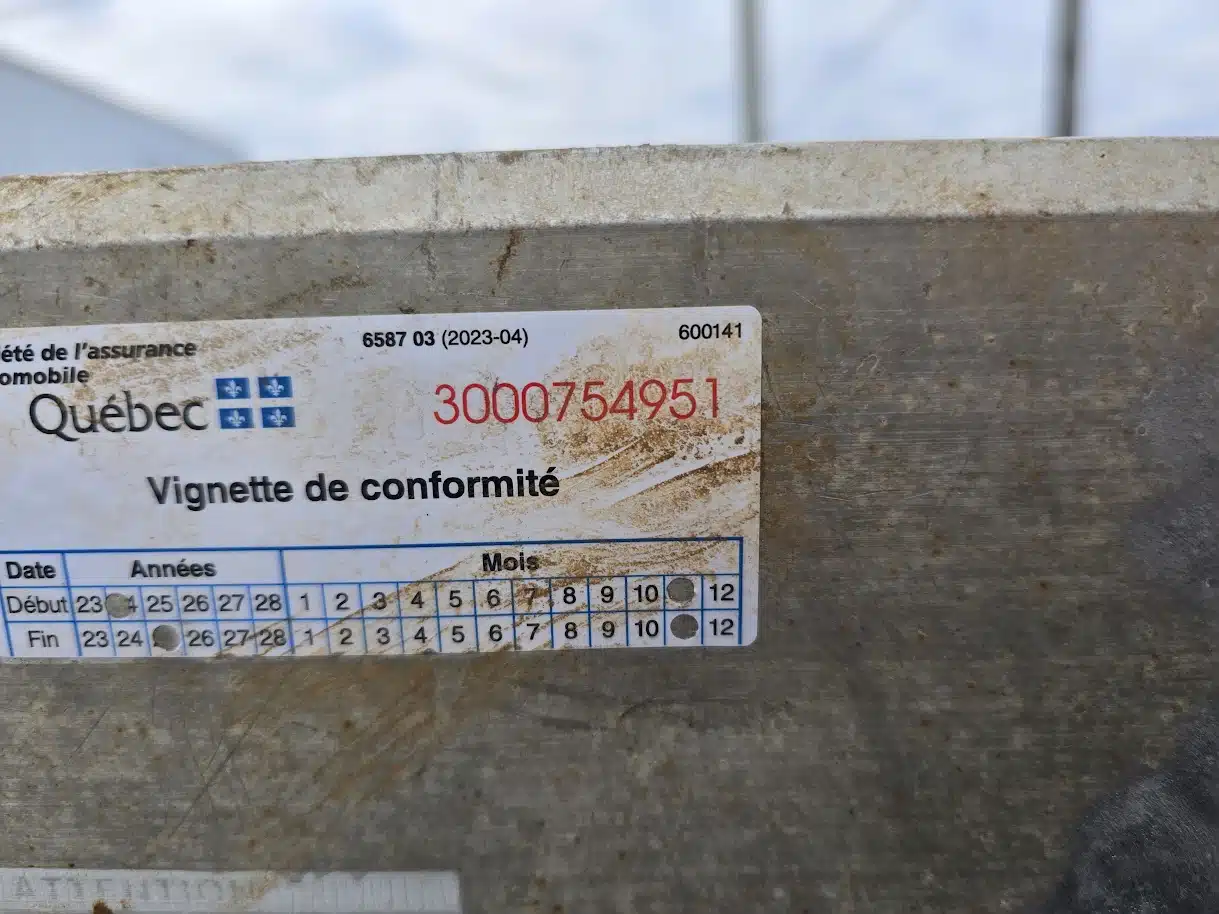 6587 03 (2023-04) 600141
été de l'assurance
omobile
Québec
3000754951
Vignette de conformité
Date Années Mois
Début 23 25 26 27 28 1 2 3 4 5 6 7 8 9 10 12
Fin 23 24 26 27 28 1 2 3 4 5 6 7 8 9 10 12